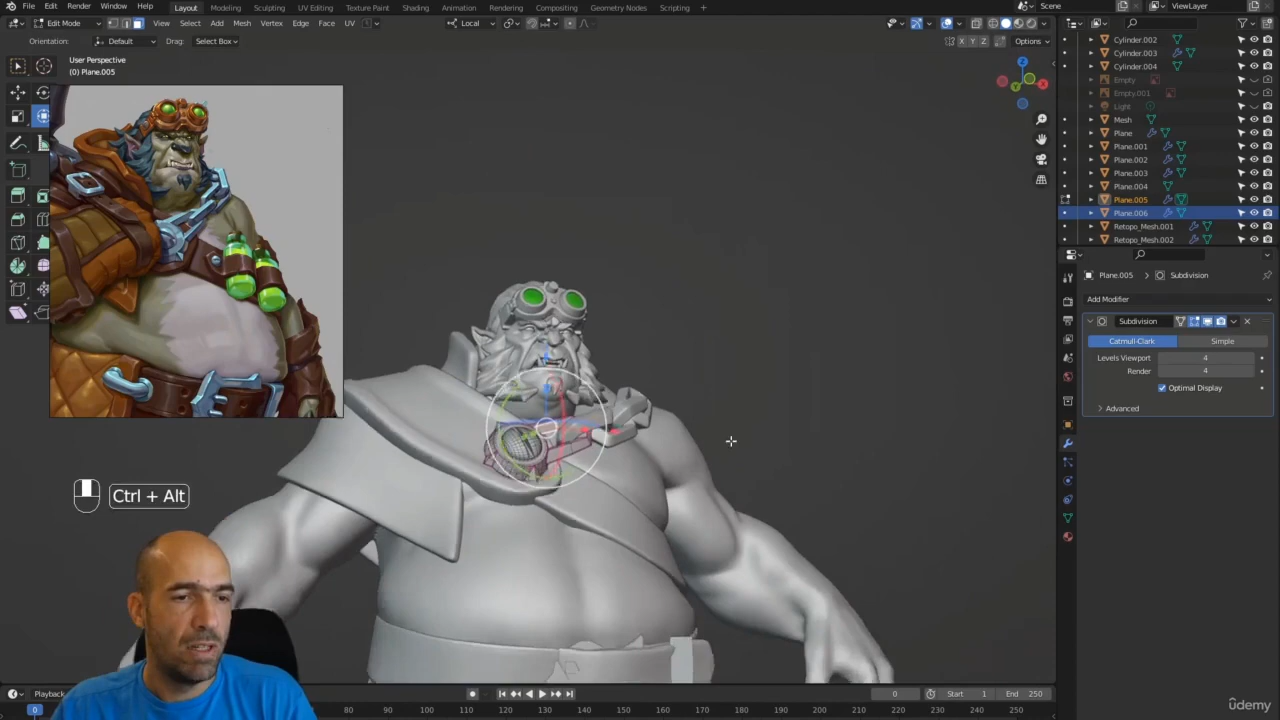 File Edit Render Window Help Layout Modeling Sculpting UV Editing Texture Paint Shading Animation Rendering Compositing Geometry Nodes Scripting + Scene ViewLayer
Edit Mode View Select Add Mesh Vertex Edge Face UV Local
Orientation: Default Drag: Select Box X Y Z Options
User Perspective
(0) Plane.005
Z
X
Y
Cylinder.002
Cylinder.003
Cylinder.004
Empty
Empty.001
Light
Mesh
Plane
Plane.001
Plane.002
Plane.003
Plane.004
Plane.005
Plane.006
Retopo_Mesh.001
Retopo_Mesh.002
Plane.005 > Subdivision
Add Modifier
Subdivision
Catmull-Clark Simple
Levels Viewport 4
Render 4
Optimal Display
Advanced
Ctrl + Alt
Playback 0 Start 1 End 250
0 80 90 100 110 120 130 140 150 160 170 180 190 200 210 220 230 240 250
ûdemy